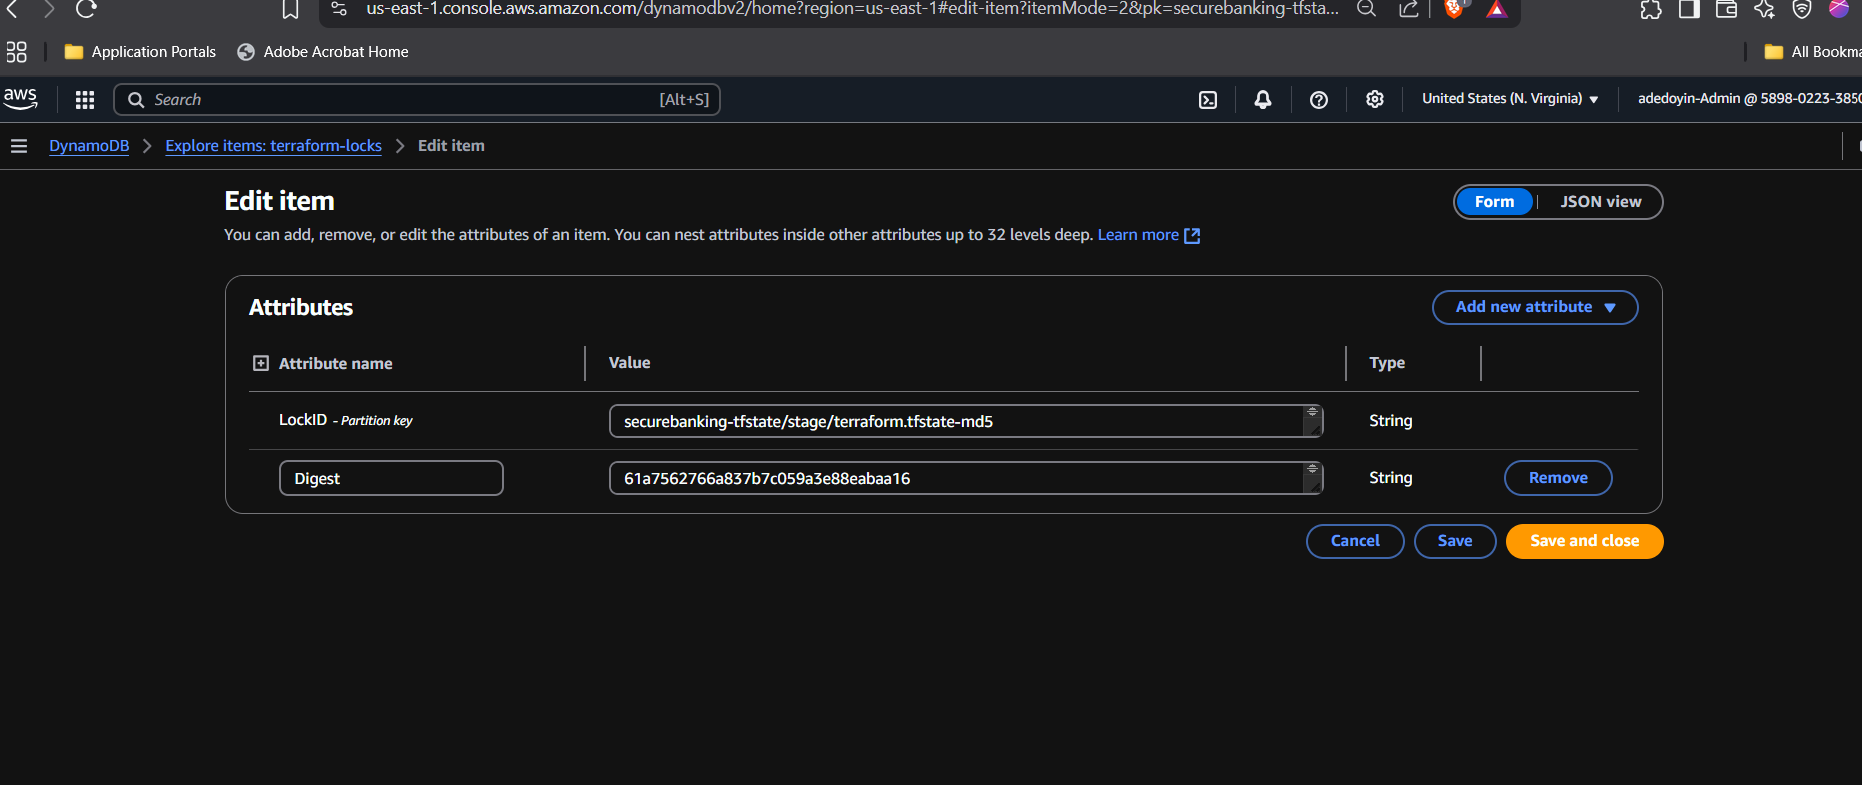 us-east-1.console.aws.amazon.com/dynamodbv2/home?region=us-east-1#edit-item?itemMode=2&pk=securebanking-tfsta...
Application Portals
Adobe Acrobat Home
All Bookma
aws
Search
[Alt+S]
United States (N. Virginia)
adedoyin-Admin @ 5898-0223-3850
DynamoDB
Explore items: terraform-locks
Edit item
Edit item
Form
JSON view
You can add, remove, or edit the attributes of an item. You can nest attributes inside other attributes up to 32 levels deep. Learn more
Attributes
Add new attribute
Attribute name
Value
Type
LockID - Partition key
securebanking-tfstate/stage/terraform.tfstate-md5
String
Digest
61a7562766a837b7c059a3e88eabaa16
String
Remove
Cancel
Save
Save and close